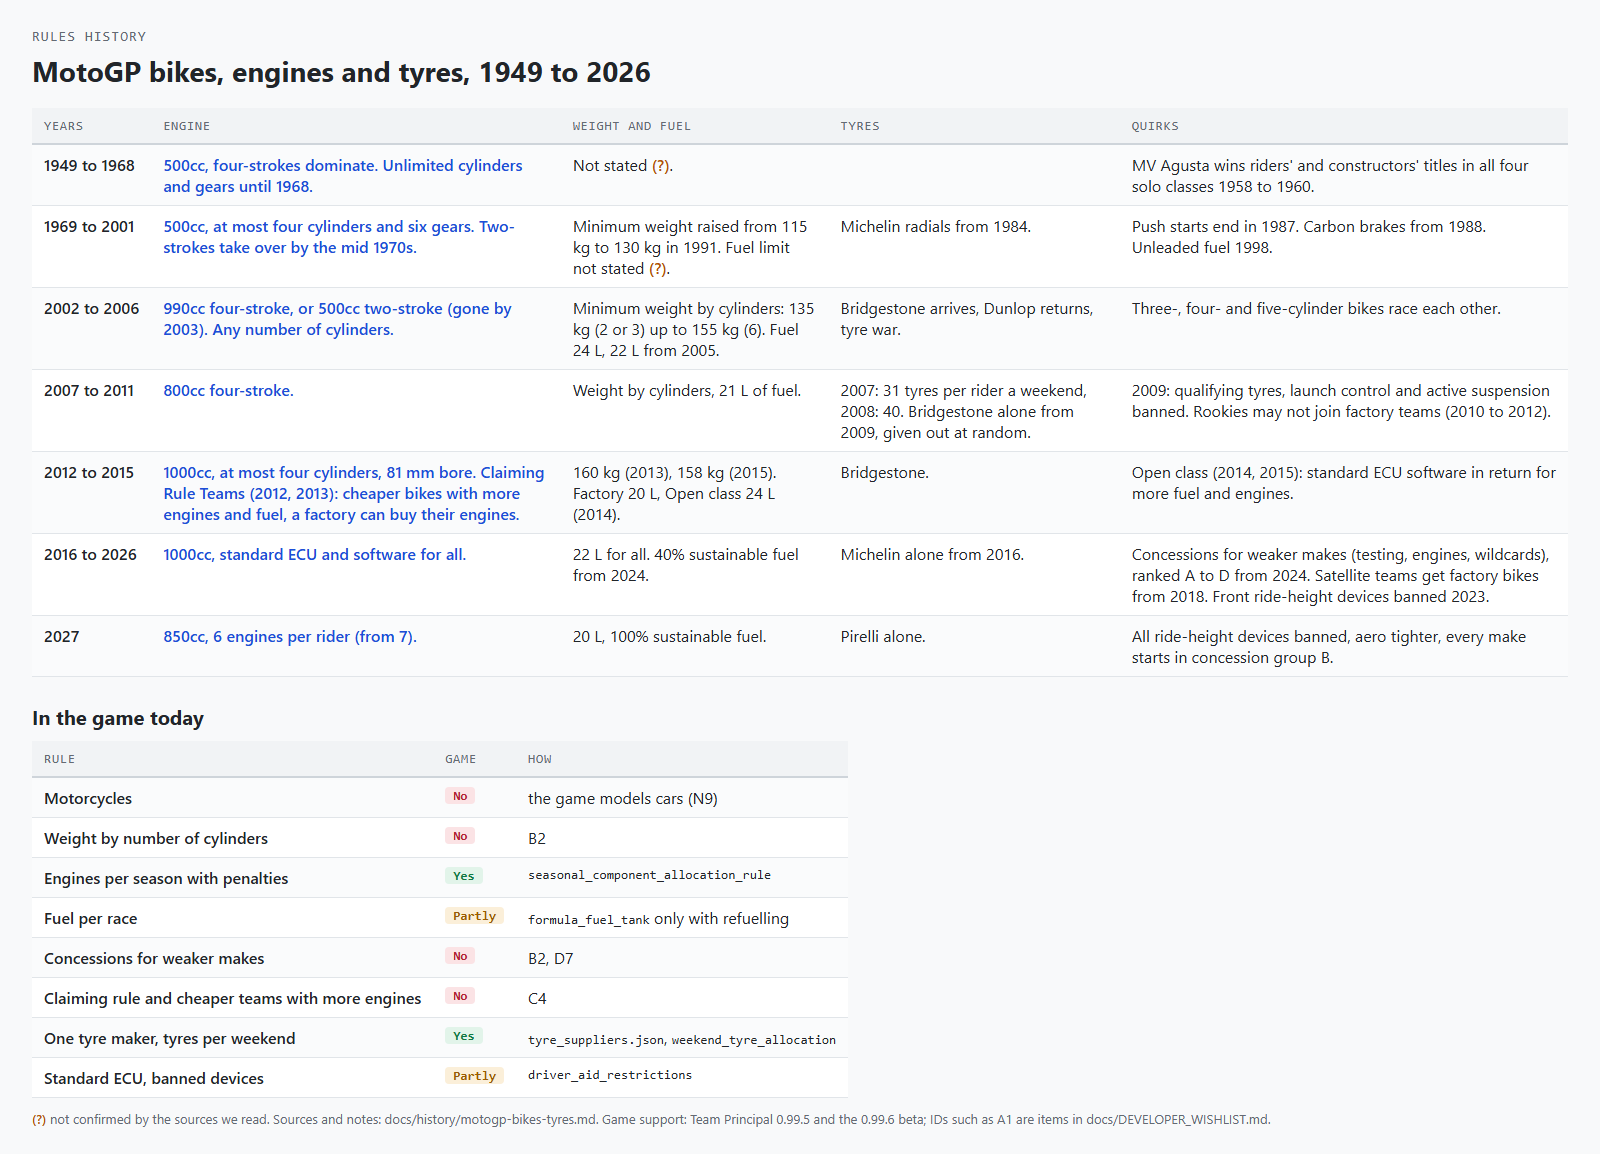 RULES HISTORY
MotoGP bikes, engines and tyres, 1949 to 2026
YEARS ENGINE WEIGHT AND FUEL TYRES QUIRKS
1949 to 1968 500cc, four-strokes dominate. Unlimited cylinders Not stated (?). MV Agusta wins riders' and constructors' titles in all four
and gears until 1968. solo classes 1958 to 1960.
1969 to 2001 500cc, at most four cylinders and six gears. Two- Minimum weight raised from 115 Michelin radials from 1984. Push starts end in 1987. Carbon brakes from 1988.
strokes take over by the mid 1970s. kg to 130 kg in 1991. Fuel limit Unleaded fuel 1998.
not stated (?).
2002 to 2006 990cc four-stroke, or 500cc two-stroke (gone by Minimum weight by cylinders: 135 Bridgestone arrives, Dunlop returns, Three-, four- and five-cylinder bikes race each other.
2003). Any number of cylinders. kg (2 or 3) up to 155 kg (6). Fuel tyre war.
24 L, 22 L from 2005.
2007 to 2011 800cc four-stroke. Weight by cylinders, 21 L of fuel. 2007: 31 tyres per rider a weekend, 2009: qualifying tyres, launch control and active suspension
2008: 40. Bridgestone alone from banned. Rookies may not join factory teams (2010 to 2012).
2009, given out at random.
2012 to 2015 1000cc, at most four cylinders, 81 mm bore. Claiming 160 kg (2013), 158 kg (2015). Bridgestone. Open class (2014, 2015): standard ECU software in return for
Rule Teams (2012, 2013): cheaper bikes with more Factory 20 L, Open class 24 L more fuel and engines.
engines and fuel, a factory can buy their engines. (2014).
2016 to 2026 1000cc, standard ECU and software for all. 22 L for all. 40% sustainable fuel Michelin alone from 2016. Concessions for weaker makes (testing, engines, wildcards),
from 2024. ranked A to D from 2024. Satellite teams get factory bikes
from 2018. Front ride-height devices banned 2023.
2027 850cc, 6 engines per rider (from 7). 20 L, 100% sustainable fuel. Pirelli alone. All ride-height devices banned, aero tighter, every make
starts in concession group B.
In the game today
RULE GAME HOW
Motorcycles No the game models cars (N9)
Weight by number of cylinders No B2
Engines per season with penalties Yes seasonal_component_allocation_rule
Fuel per race Partly formula_fuel_tank only with refuelling
Concessions for weaker makes No B2, D7
Claiming rule and cheaper teams with more engines No C4
One tyre maker, tyres per weekend Yes tyre_suppliers.json, weekend_tyre_allocation
Standard ECU, banned devices Partly driver_aid_restrictions
(?) not confirmed by the sources we read. Sources and notes: docs/history/motogp-bikes-tyres.md. Game support: Team Principal 0.99.5 and the 0.99.6 beta; IDs such as A1 are items in docs/DEVELOPER_WISHLIST.md.